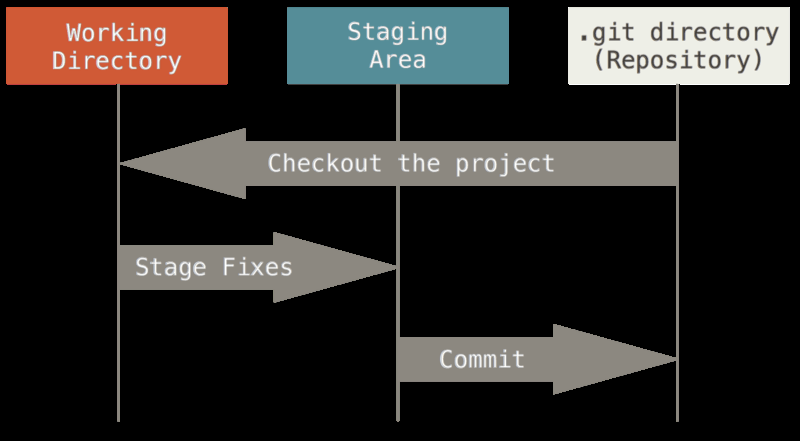 Working
Directory
Staging
Area
.git directory
(Repository)
Checkout the project
Stage Fixes
Commit